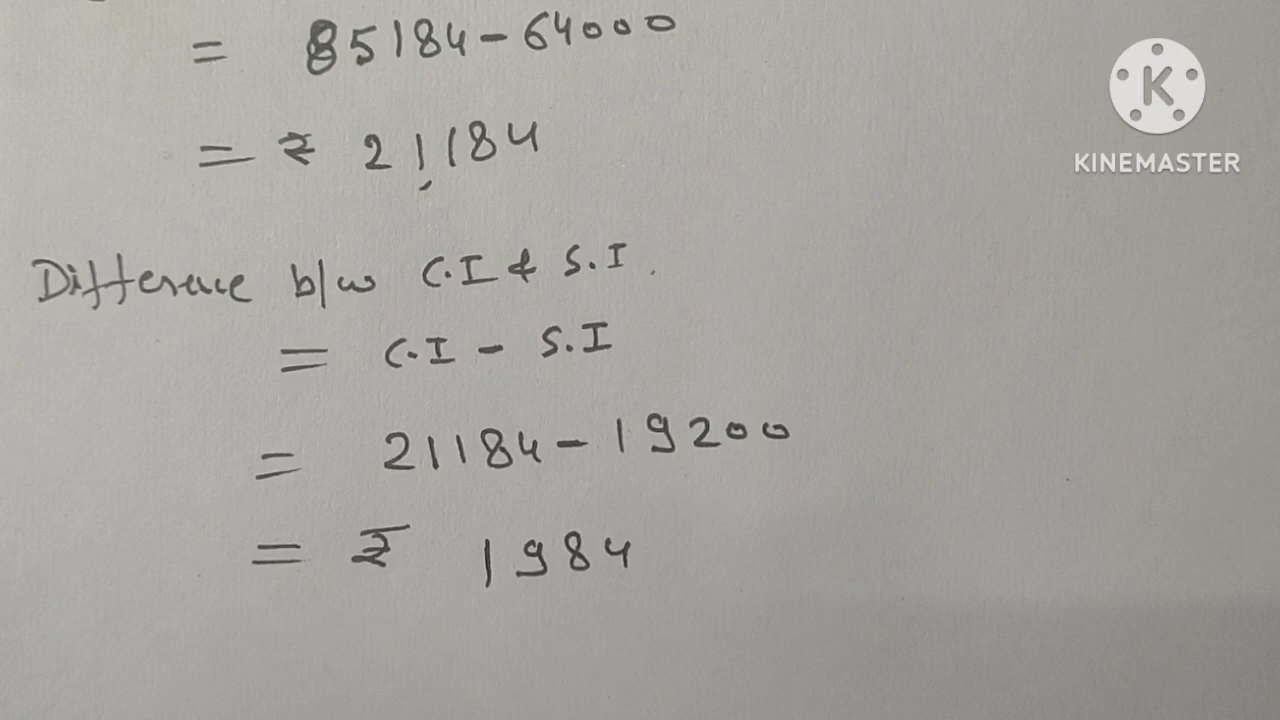 = 85184-64000
= ₹ 21184
K
KINEMASTER
Difference b/w C.I & S.I.
= C.I - S.I
= 21184-19200
= ₹ 1984